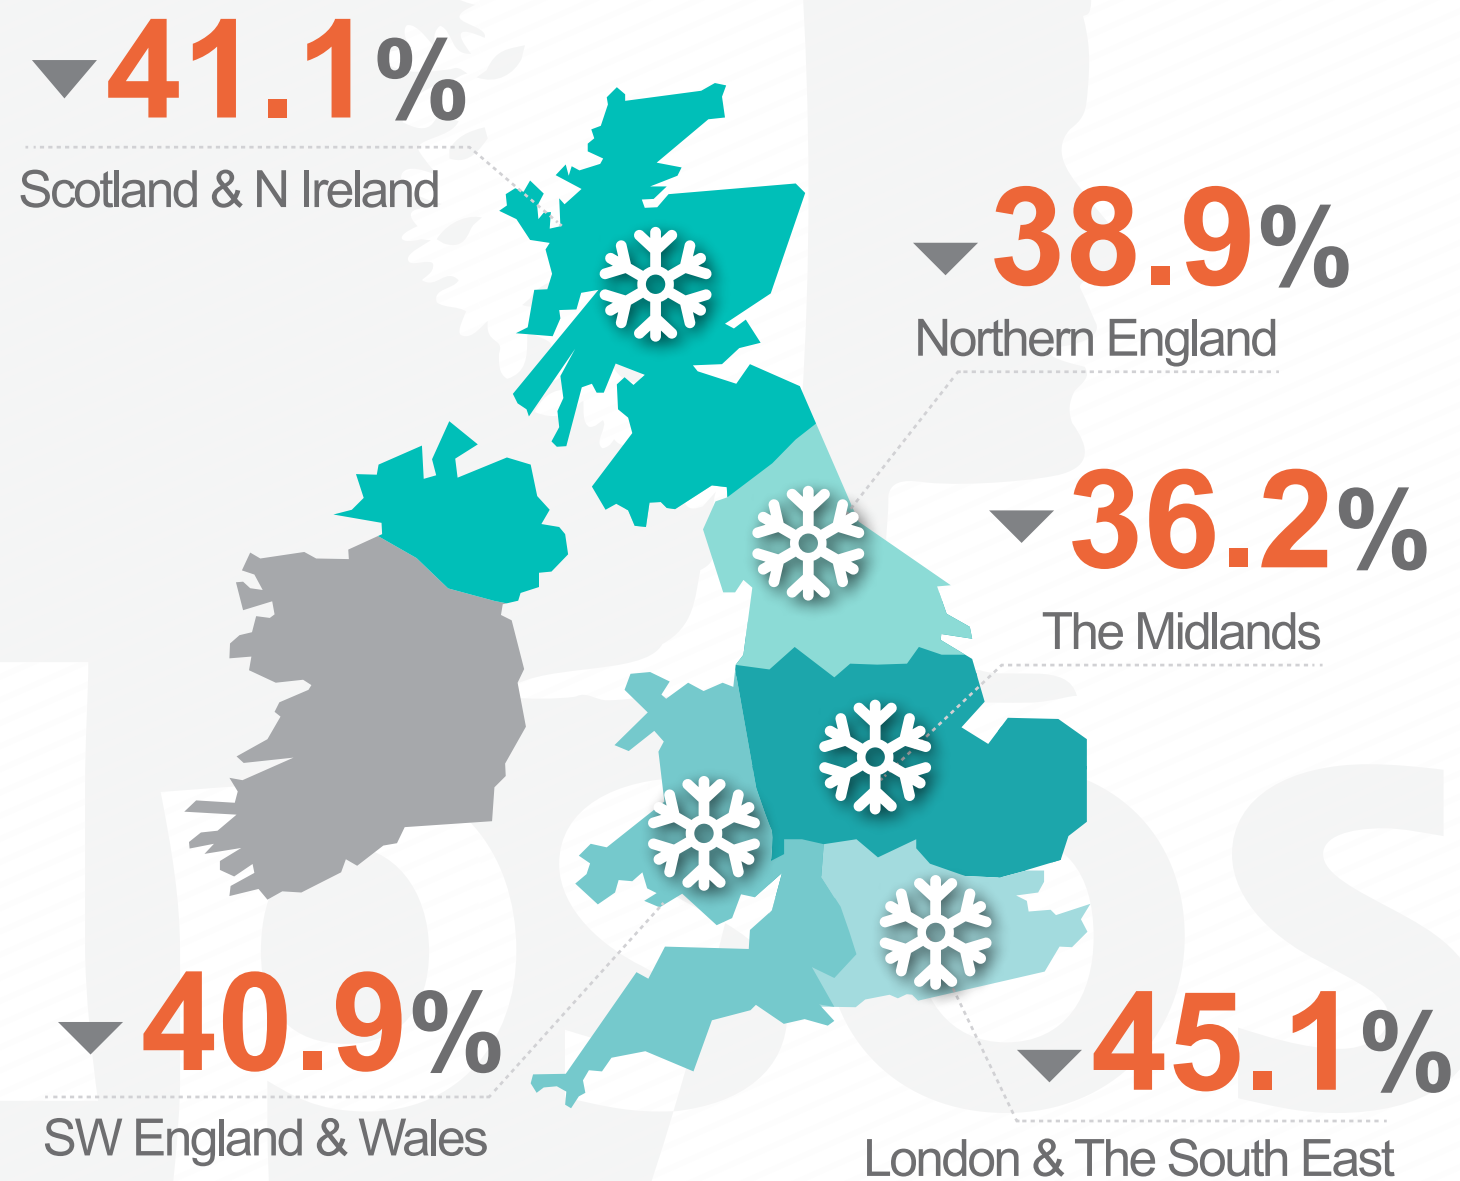 ▼41.1%
Scotland & N Ireland
▼38.9%
Northern England
▼36.2%
The Midlands
▼40.9%
SW England & Wales
▼45.1%
London & The South East